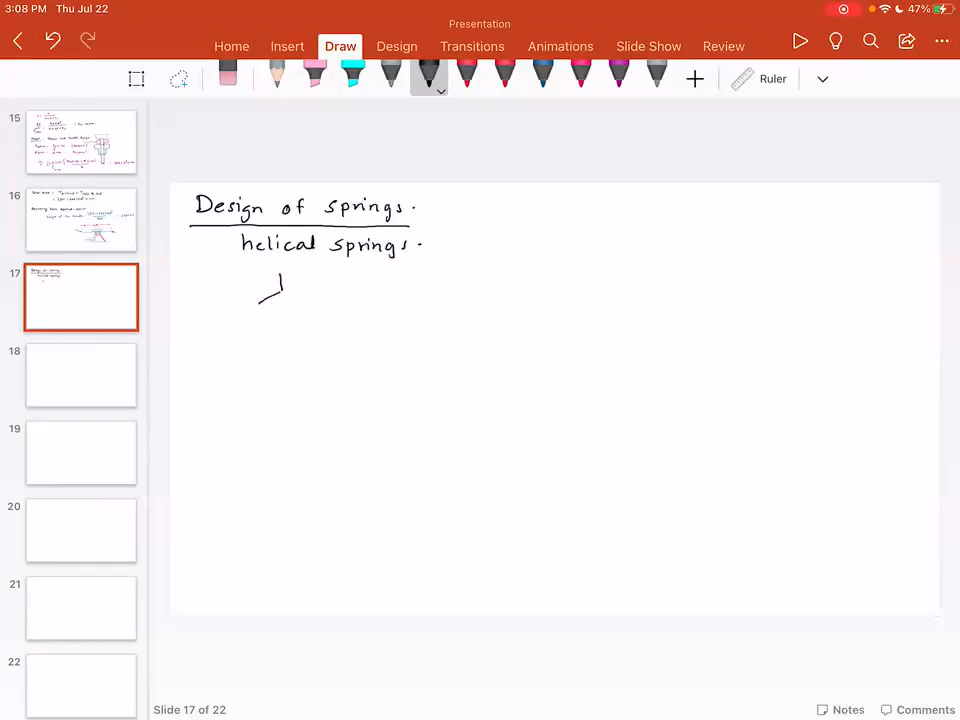 3:08 PM Thu Jul 22
47%
Presentation
Home Insert Draw Design Transitions Animations Slide Show Review
Ruler
15
16
17
18
19
20
21
22
Design of springs.
helical springs.
Slide 17 of 22
Notes Comments